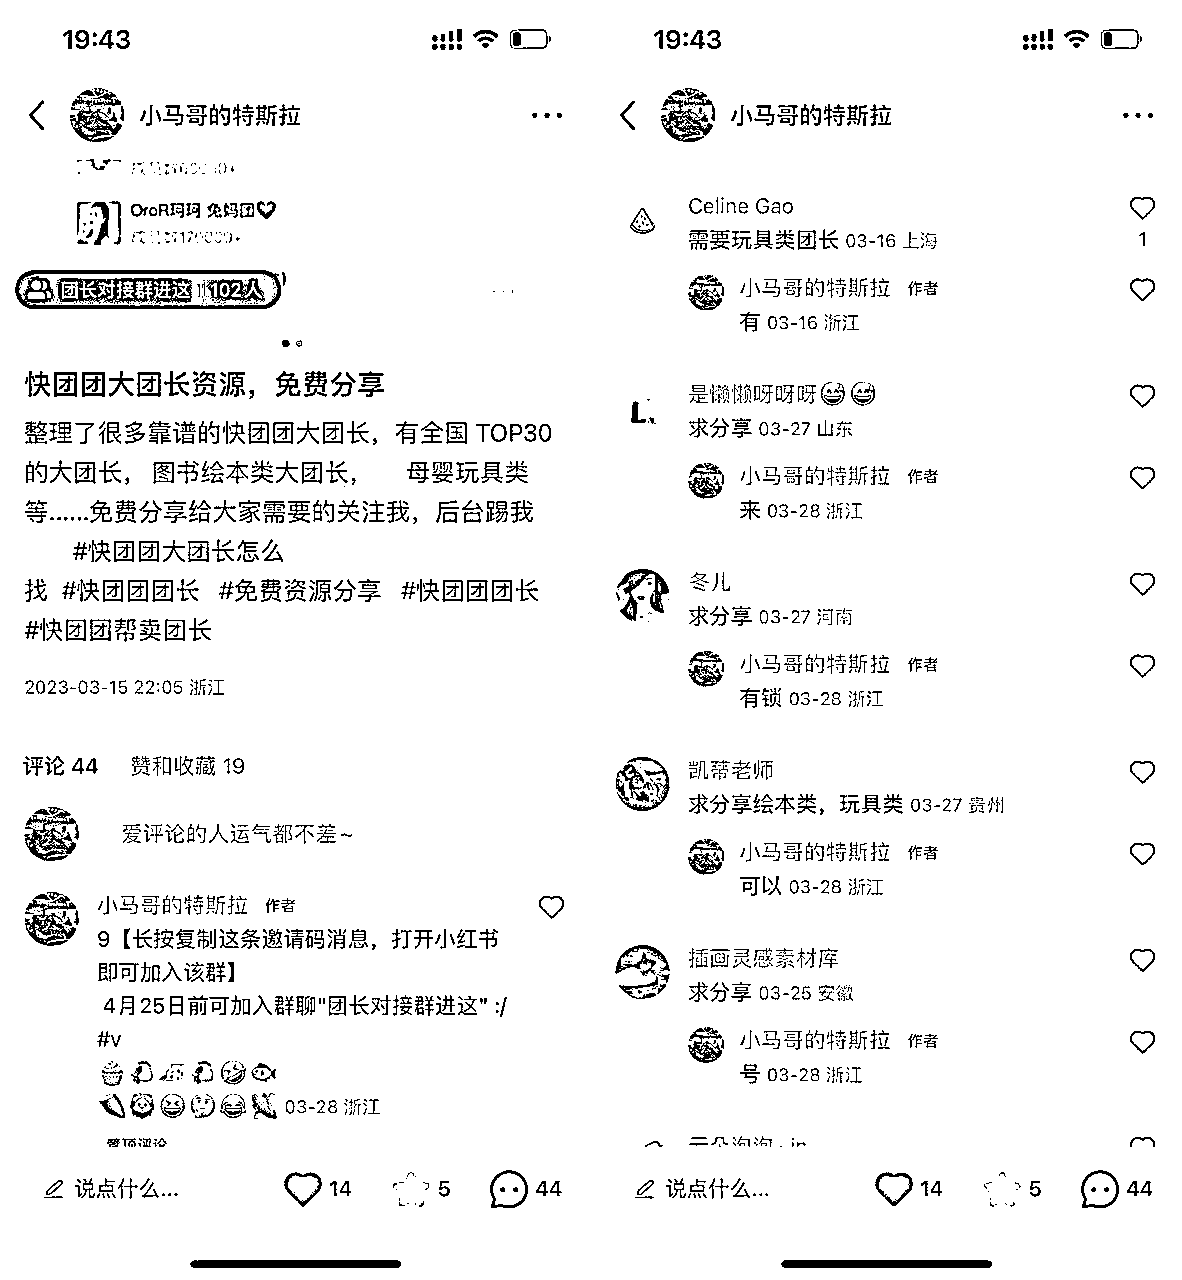 19:43
小马哥的特斯拉
OroR珂珂 兔妈团
团长对接群进这
102人
快团团大团长资源，免费分享
整理了很多靠谱的快团团大团长，有全国 TOP30
的大团长， 图书绘本类大团长， 母婴玩具类
等......免费分享给大家需要的关注我，后台踢我
#快团团大团长怎么
找 #快团团团长 #免费资源分享 #快团团团长
#快团团帮卖团长
2023-03-15 22:05 浙江
评论 44 赞和收藏 19
爱评论的人运气都不差~
小马哥的特斯拉 作者
9【长按复制这条邀请码消息，打开小红书
即可加入该群】
4月25日前可加入群聊"团长对接群进这" :/
#v
🧁🐧👠🐧🤣🐟
🍠🦁😆🤔😂🌽 03-28 浙江
置顶评论
说点什么... 14 5 44
19:43
小马哥的特斯拉
Celine Gao
需要玩具类团长 03-16 上海
1
小马哥的特斯拉 作者
有 03-16 浙江
是懒懒呀呀呀😅😅
求分享 03-27 山东
小马哥的特斯拉 作者
来 03-28 浙江
冬儿
求分享 03-27 河南
小马哥的特斯拉 作者
有锁 03-28 浙江
凯蒂老师
求分享绘本类，玩具类 03-27 贵州
小马哥的特斯拉 作者
可以 03-28 浙江
插画灵感素材库
求分享 03-25 安徽
小马哥的特斯拉 作者
号 03-28 浙江
说点什么... 14 5 44